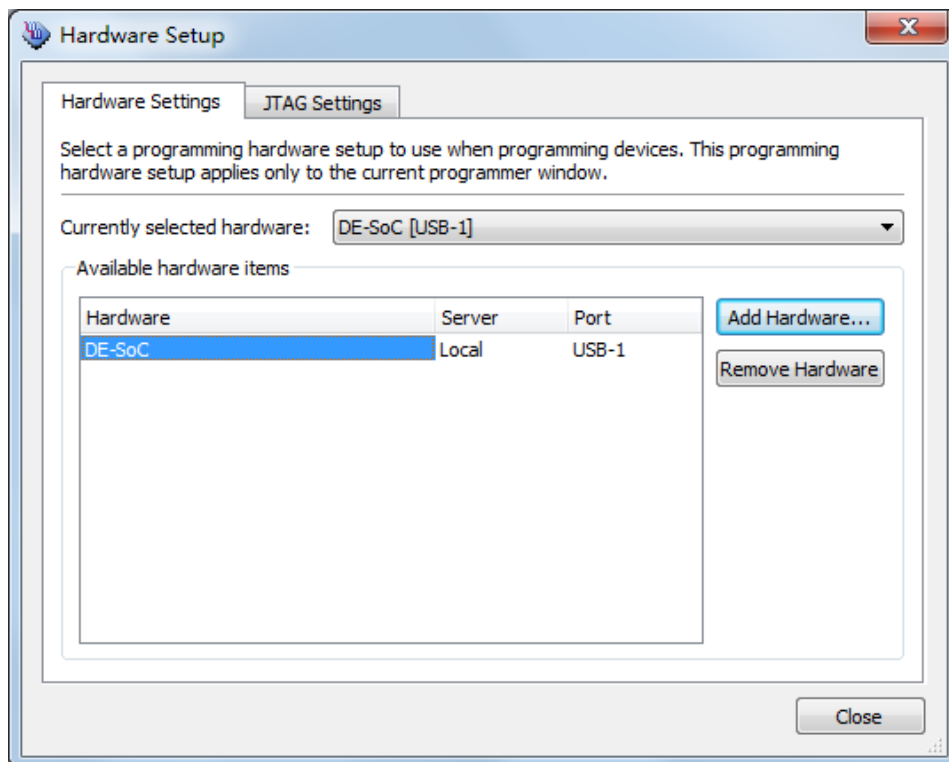 Hardware Setup
Hardware Settings
JTAG Settings
Select a programming hardware setup to use when programming devices. This programming
hardware setup applies only to the current programmer window.
Currently selected hardware: DE-SoC [USB-1]
Available hardware items
Hardware Server Port
Add Hardware...
DE-SoC Local USB-1
Remove Hardware
Close